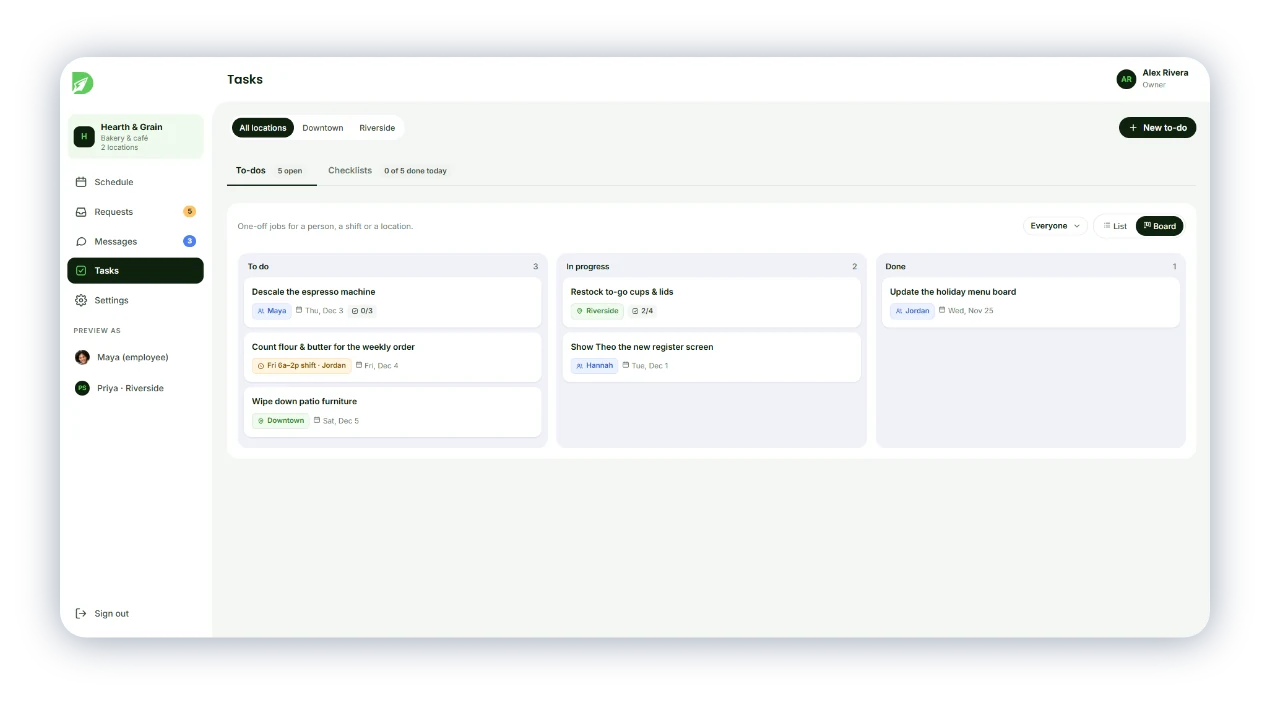 Tasks
AR
Alex Rivera
Owner
H
Hearth & Grain
Bakery & café
2 locations
All locations
Downtown
Riverside
+ New to-do
Schedule
Requests
5
Messages
3
Tasks
Settings
PREVIEW AS
Maya (employee)
PS
Priya · Riverside
Sign out
To-dos
5 open
Checklists
0 of 5 done today
One-off jobs for a person, a shift or a location.
Everyone
List
Board
To do
3
Descale the espresso machine
Maya
Thu, Dec 3
0/3
Count flour & butter for the weekly order
Fri 6a–2p shift · Jordan
Fri, Dec 4
Wipe down patio furniture
Downtown
Sat, Dec 5
In progress
2
Restock to-go cups & lids
Riverside
2/4
Show Theo the new register screen
Hannah
Tue, Dec 1
Done
1
Update the holiday menu board
Jordan
Wed, Nov 25